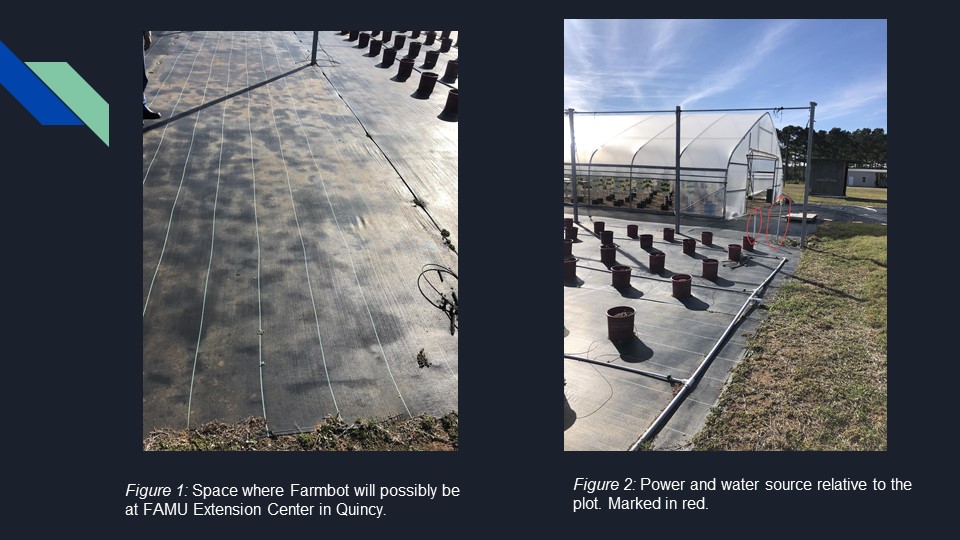 Figure 1: Space where Farmbot will possibly be
at FAMU Extension Center in Quincy.
Figure 2: Power and water source relative to the
plot. Marked in red.